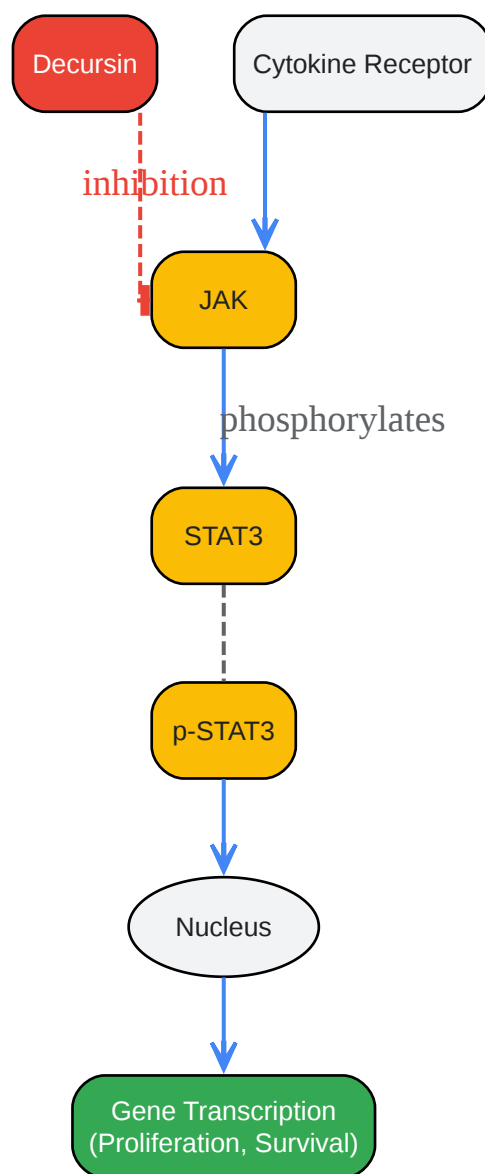 Decursin
Cytokine Receptor
inhibition
JAK
phosphorylates
STAT3
p-STAT3
Nucleus
Gene Transcription
(Proliferation, Survival)